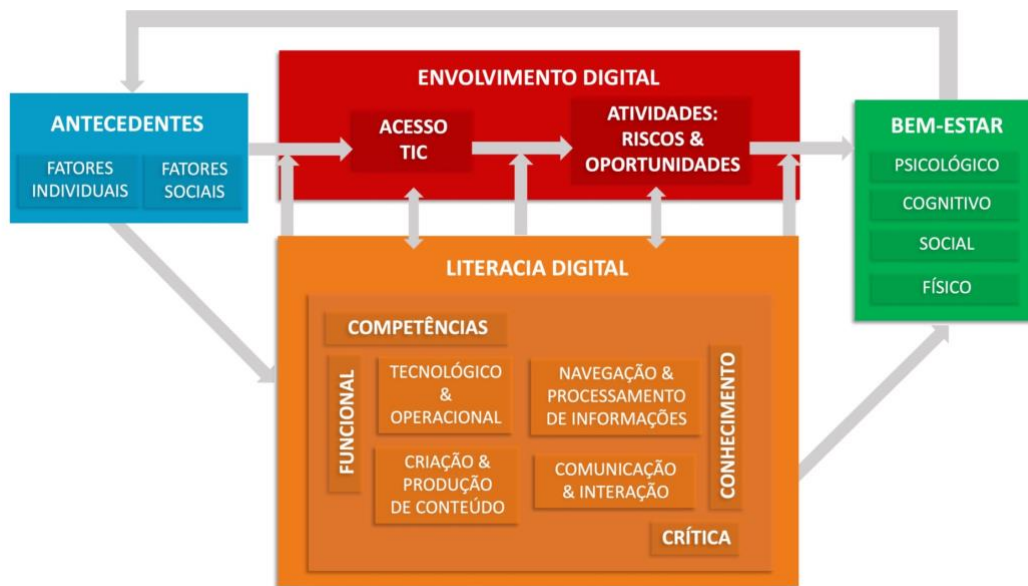 ENVOLVIMENTO DIGITAL
ANTECEDENTES
FATORES
INDIVIDUAIS
FATORES
SOCIAIS
ACESSO
TIC
ATIVIDADES:
RISCOS &
OPORTUNIDADES
BEM-ESTAR
PSICOLÓGICO
COGNITIVO
SOCIAL
FÍSICO
LITERACIA DIGITAL
COMPETÊNCIAS
FUNCIONAL
TECNOLÓGICO
&
OPERACIONAL
NAVEGAÇÃO &
PROCESSAMENTO
DE INFORMAÇÕES
CRIAÇÃO &
PRODUÇÃO
DE CONTEÚDO
COMUNICAÇÃO
& INTERAÇÃO
CONHECIMENTO
CRÍTICA